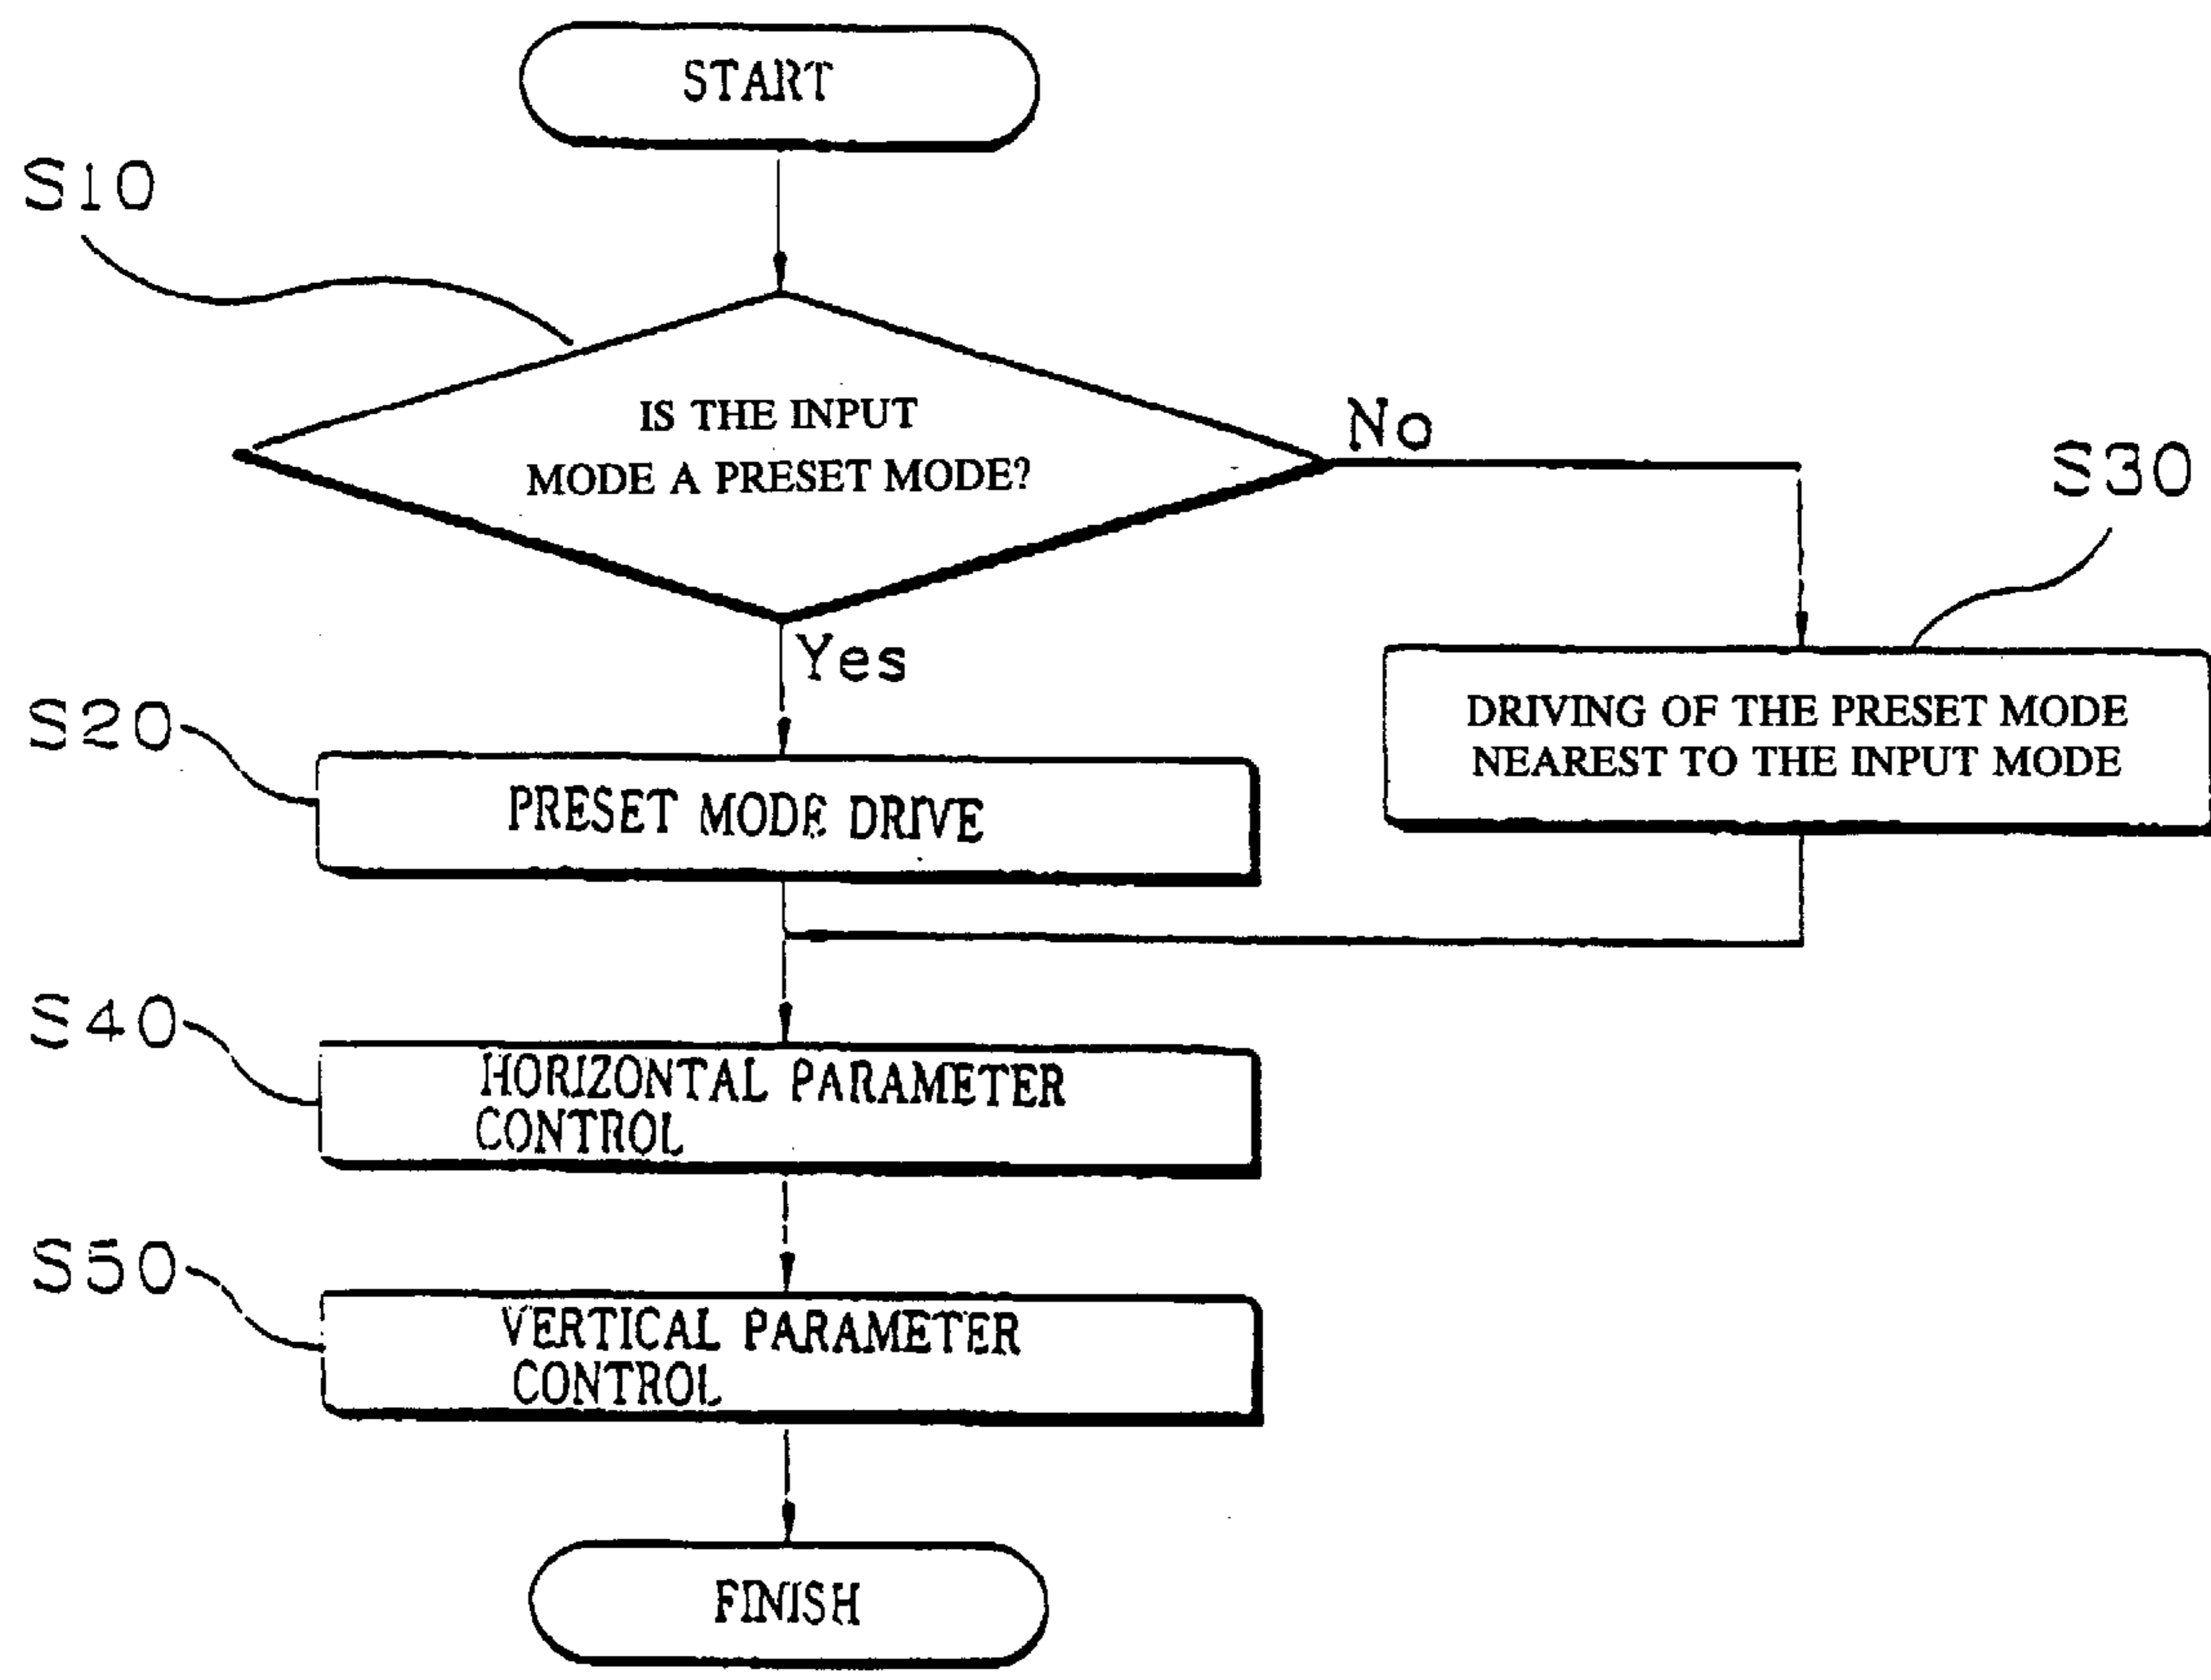 START
S10
IS THE INPUT
MODE A PRESET MODE?
No
S30
Yes
DRIVING OF THE PRESET MODE
NEAREST TO THE INPUT MODE
S20
PRESET MODE DRIVE
S40
HORIZONTAL PARAMETER
CONTROL
S50
VERTICAL PARAMETER
CONTROL
FINISH